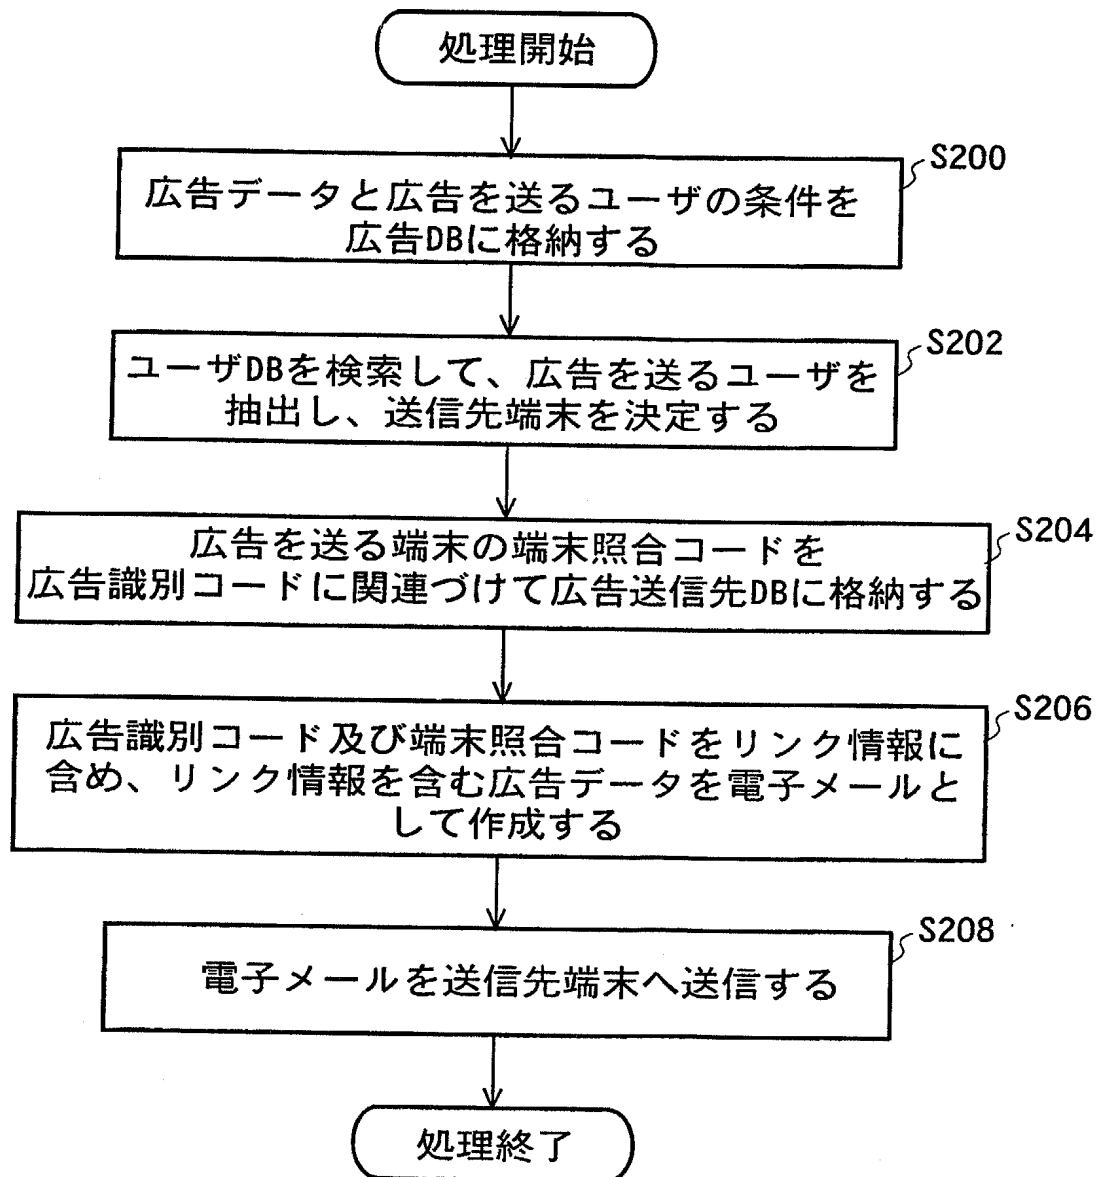 処理開始
S200
広告データと広告を送るユーザの条件を
広告DBに格納する
S202
ユーザDBを検索して、広告を送るユーザを
抽出し、送信先端末を決定する
S204
広告を送る端末の端末照合コードを
広告識別コードに関連づけて広告送信先DBに格納する
S206
広告識別コード及び端末照合コードをリンク情報に
含め、リンク情報を含む広告データを電子メールと
して作成する
S208
電子メールを送信先端末へ送信する
処理終了